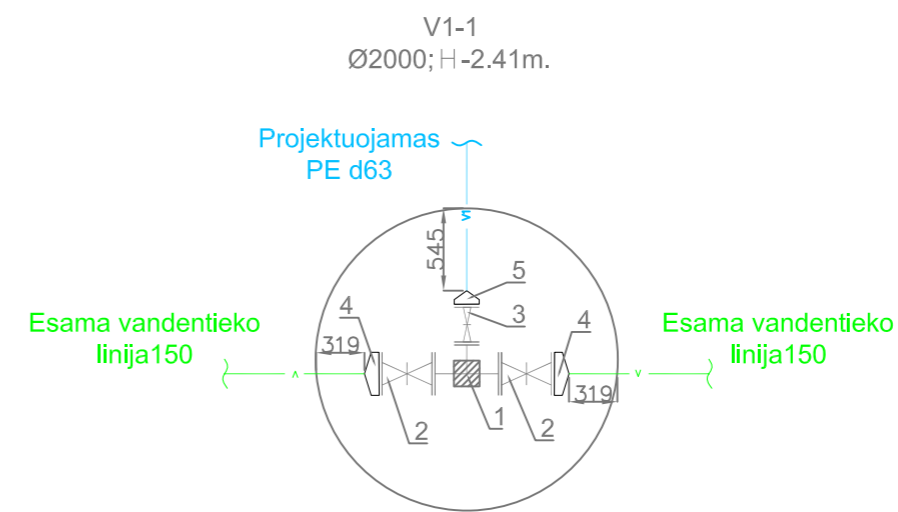 V1-1
Ø2000; H-2.41m.
Projektuojamas
PE d63
V1
545
5
3
4
4
Esama vandentieko
linija150
Esama vandentieko
linija150
319
319
2
1
2